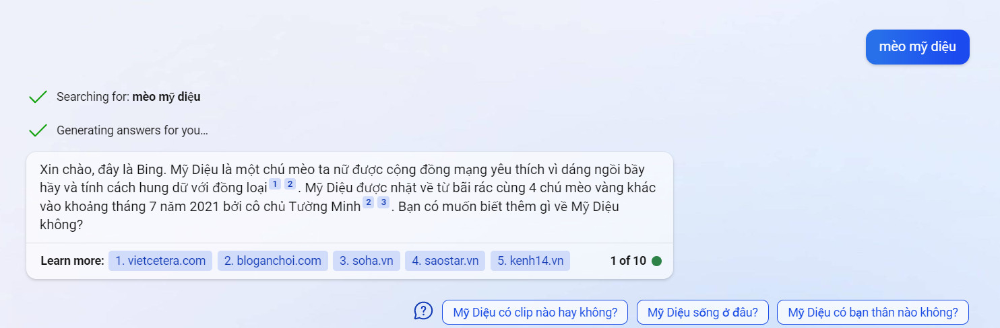 mèo mỹ diệu
Searching for: mèo mỹ diệu
Generating answers for you...
Xin chào, đây là Bing. Mỹ Diệu là một chú mèo ta nữ được cộng đồng mạng yêu thích vì dáng ngồi bầy
hầy và tính cách hung dữ với đồng loại 1 2 . Mỹ Diệu được nhặt về từ bãi rác cùng 4 chú mèo vàng khác
vào khoảng tháng 7 năm 2021 bởi cô chủ Tường Minh 2 3 . Bạn có muốn biết thêm gì về Mỹ Diệu
không?
Learn more: 1. vietcetera.com 2. bloganchoi.com 3. soha.vn 4. saostar.vn 5. kenh14.vn 1 of 10
Mỹ Diệu có clip nào hay không? Mỹ Diệu sống ở đâu? Mỹ Diệu có bạn thân nào không?